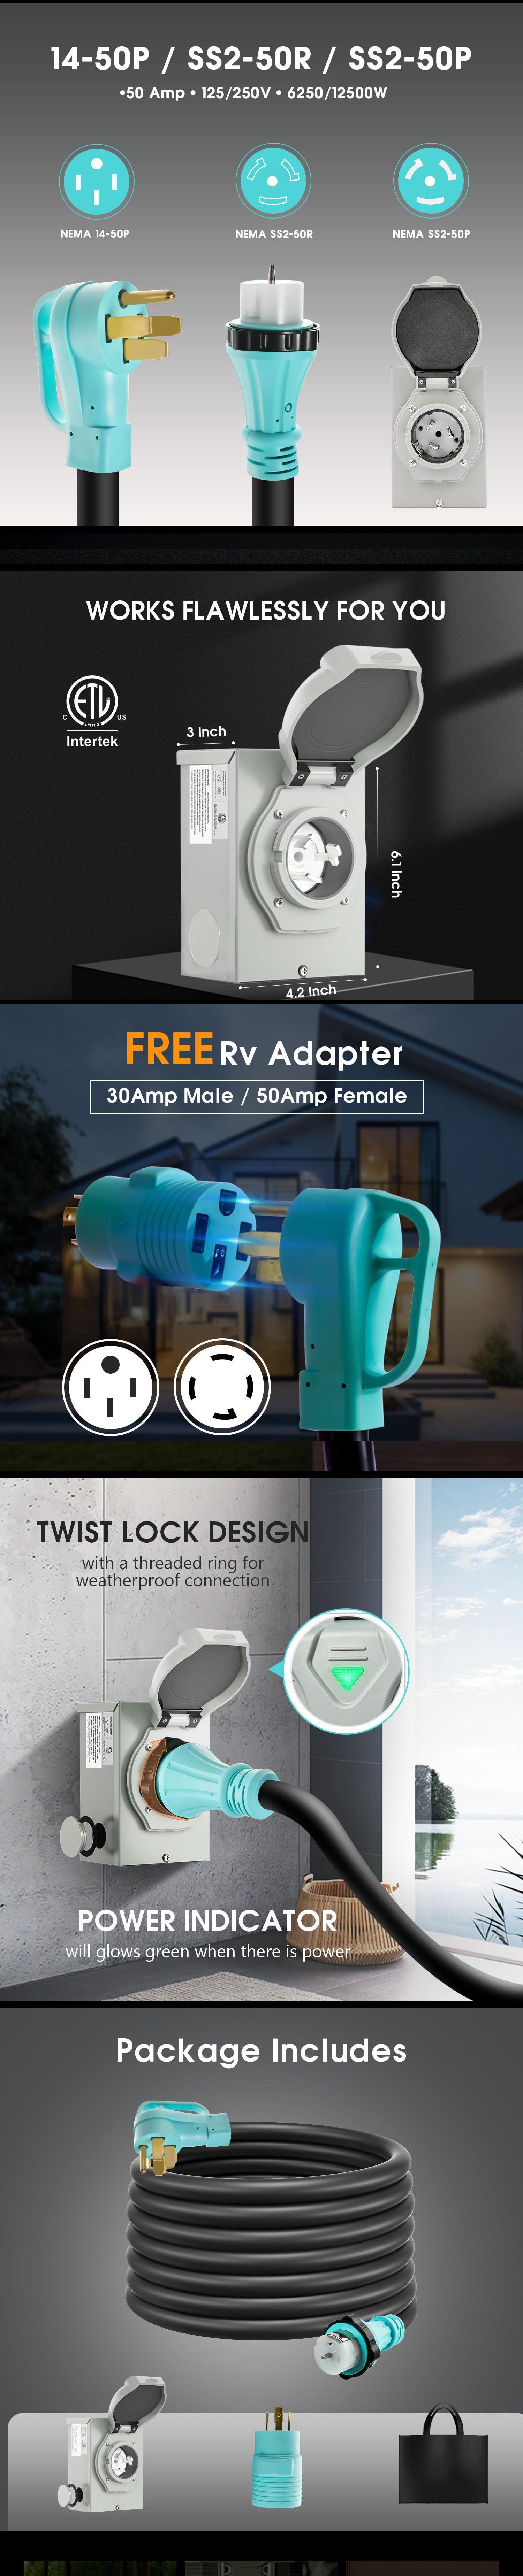 14-50P / SS2-50R / SS2-50P
•50 Amp • 125/250V • 6250/12500W
NEMA 14-50P
NEMA SS2-50R
NEMA SS2-50P
WORKS FLAWLESSLY FOR YOU
ETL
LISTED
C US
Intertek
3 Inch
6.1 Inch
4.2 Inch
FREE Rv Adapter
30Amp Male / 50Amp Female
TWIST LOCK DESIGN
with a threaded ring for
weatherproof connection
POWER INDICATOR
will glows green when there is power
Package Includes